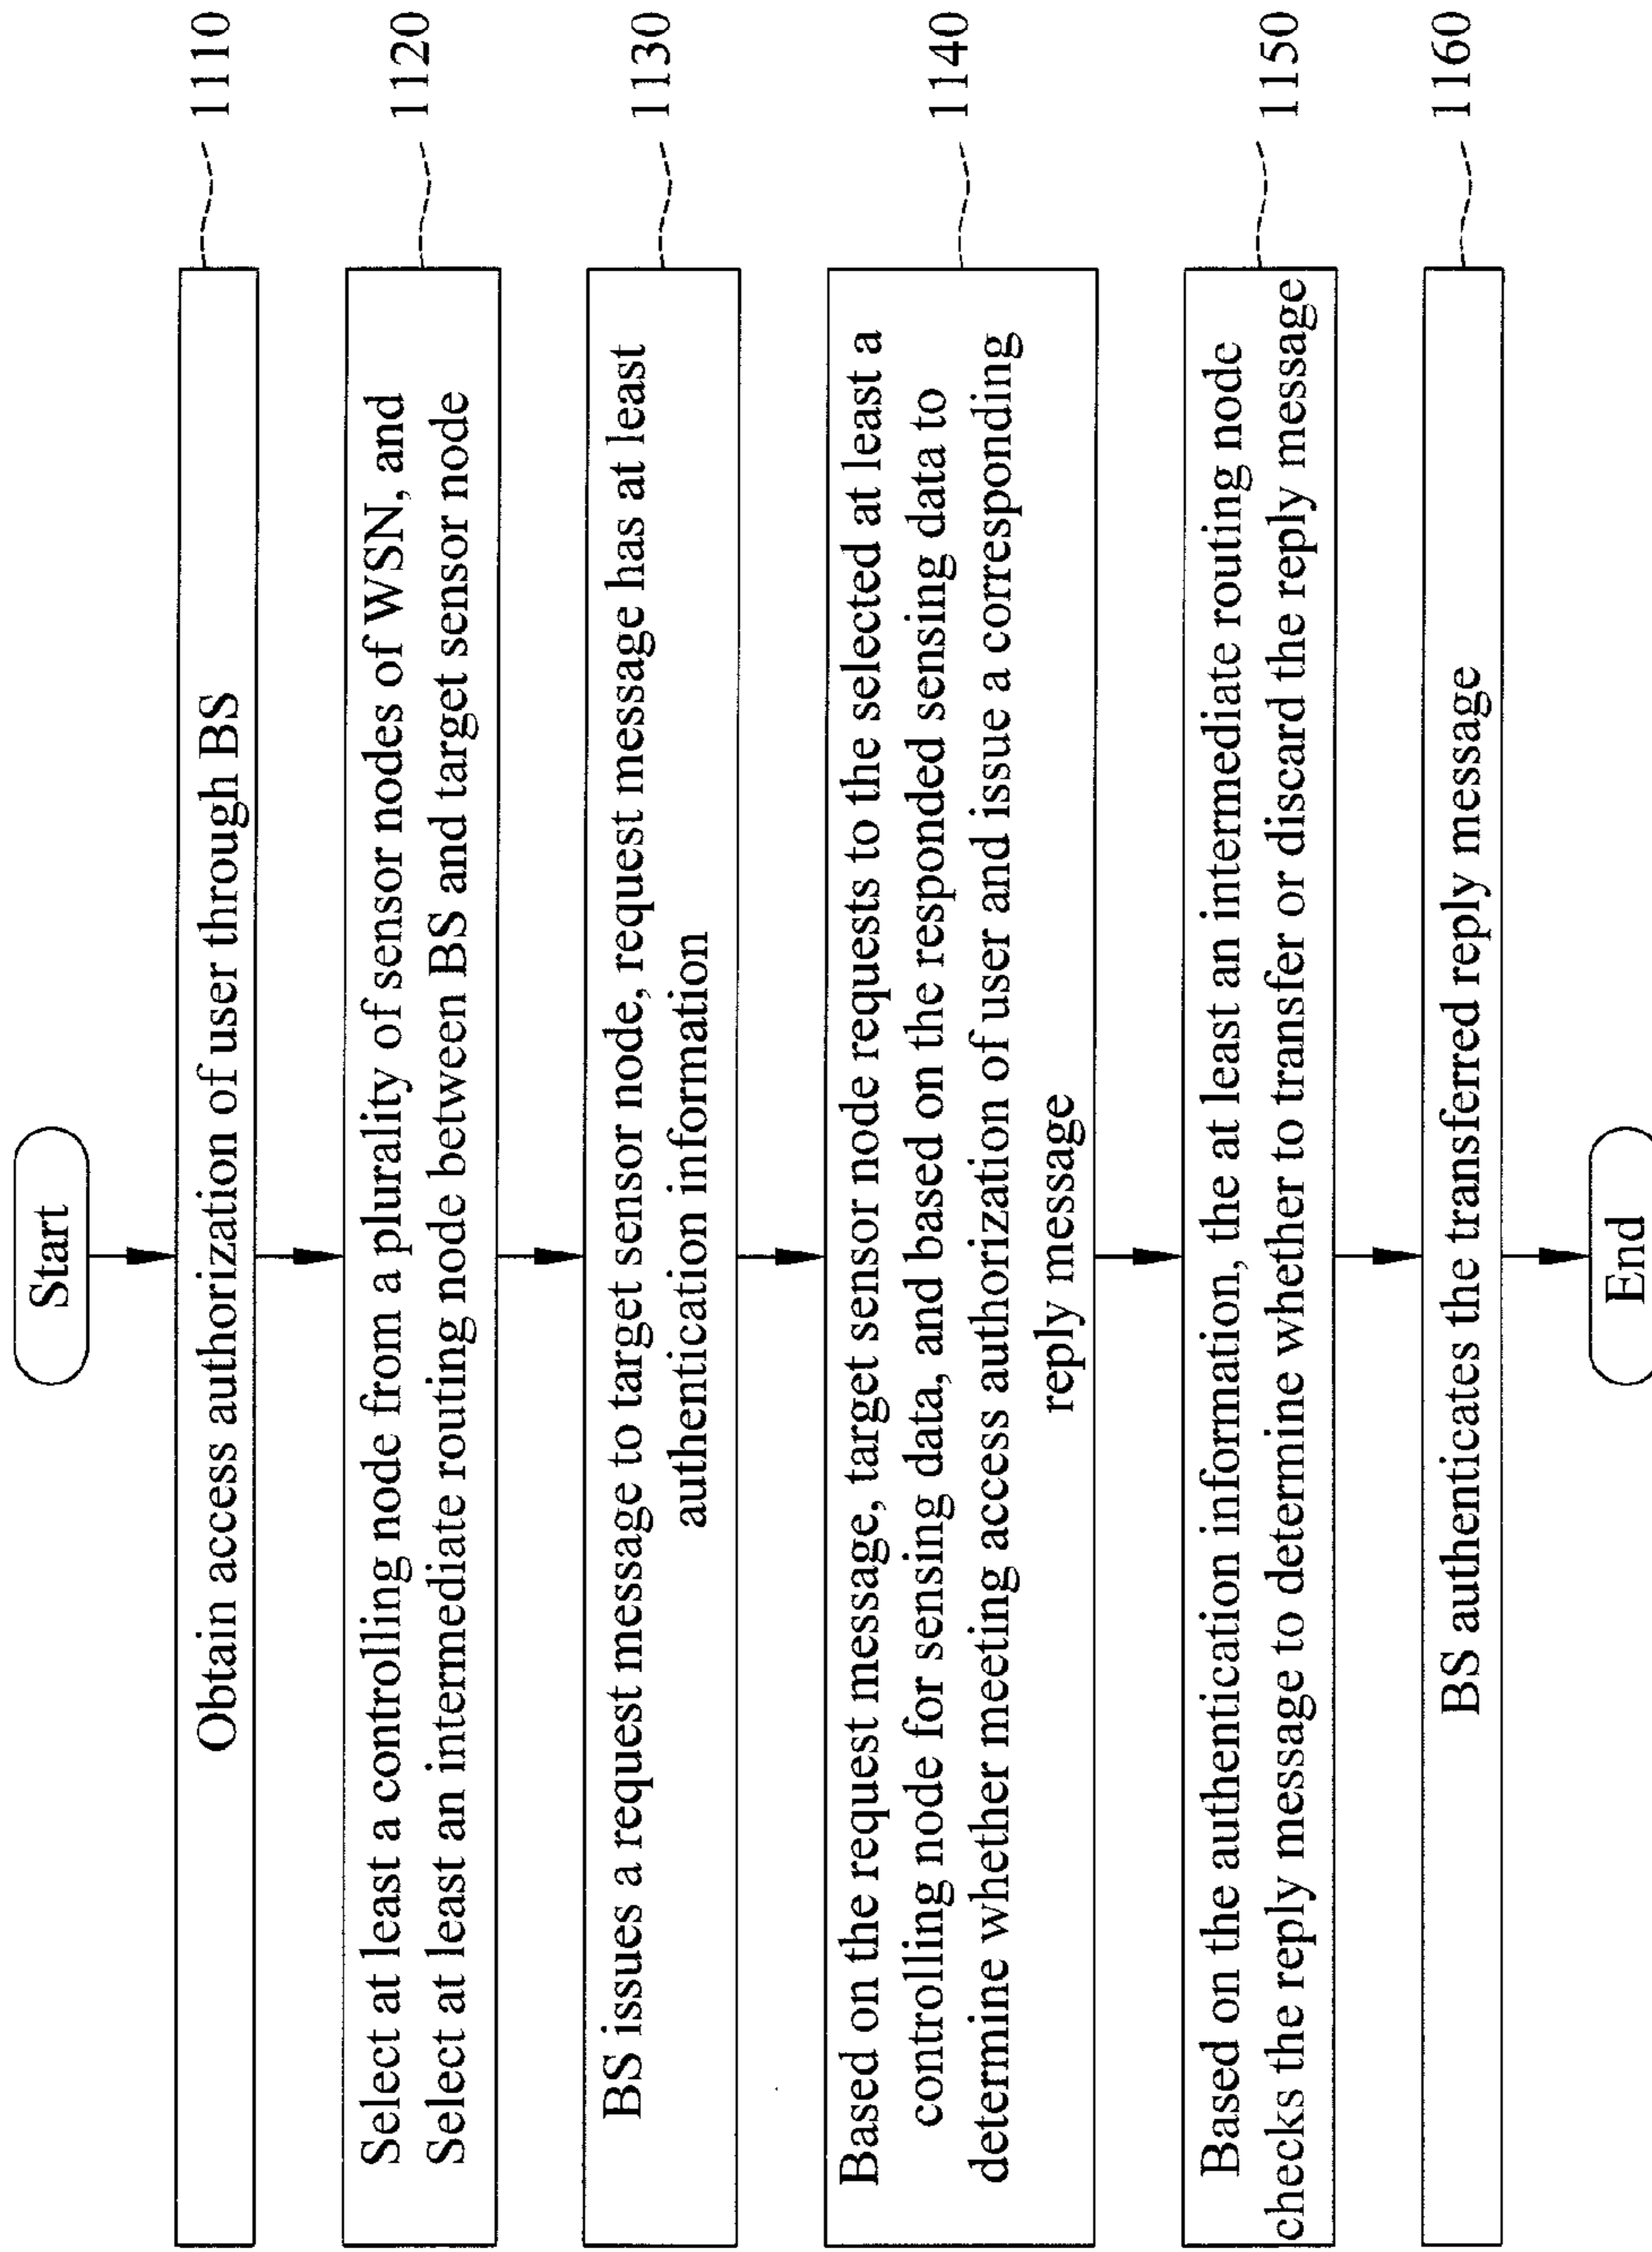 Start
Obtain access authorization of user through BS
1110
Select at least a controlling node from a plurality of sensor nodes of WSN, and
Select at least an intermediate routing node between BS and target sensor node
1120
BS issues a request message to target sensor node, request message has at least
authentication information
1130
Based on the request message, target sensor node requests to the selected at least a
controlling node for sensing data, and based on the responded sensing data to
determine whether meeting access authorization of user and issue a corresponding
reply message
1140
Based on the authentication information, the at least an intermediate routing node
checks the reply message to determine whether to transfer or discard the reply message
1150
BS authenticates the transferred reply message
1160
End